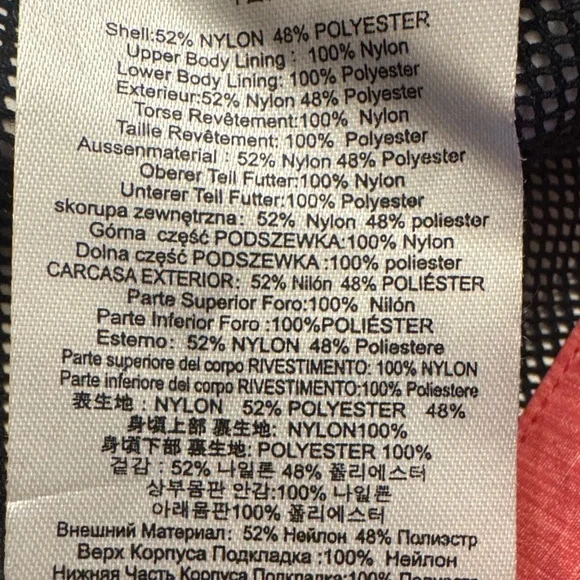 Shell:52% NYLON 48% POLYESTER
Upper Body Lining : 100% Nylon
Lower Body Lining: 100% Polyester
Exterieur:52% Nylon 48% Polyester
Torse Revêtement:100% Nylon
Taille Revêtement: 100% Polyester
Aussenmaterial : 52% Nylon 48% Polyester
Oberer Teil Futter:100% Nylon
Unterer Teil Futter:100% Polyester
skorupa zewnętrzna: 52% Nylon 48% poliester
Górna część PODSZEWKA:100% Nylon
Dolna część PODSZEWKA :100% poliester
CARCASA EXTERIOR: 52% Nilón 48% POLIÉSTER
Parte Superior Foro:100% Nilón
Parte Inferior Foro :100%POLIÉSTER
Esterno: 52% NYLON 48% Poliestere
Parte superiore del corpo RIVESTIMENTO: 100% NYLON
Parte inferiore del corpo RIVESTIMENTO:100% Poliestere
表生地 : NYLON 52% POLYESTER 48%
身頃上部 裏生地: NYLON100%
身頃下部 裏生地: POLYESTER 100%
겉감 : 52% 나일론 48% 폴리에스터
상부몸판 안감:100% 나일론
아래몸판100% 폴리에스터
Внешний Материал: 52% Нейлон 48% Полиэстр
Верх Корпуса Подкладка :100% Нейлон
Нижняя Часть Корпуса Подкладка:100%